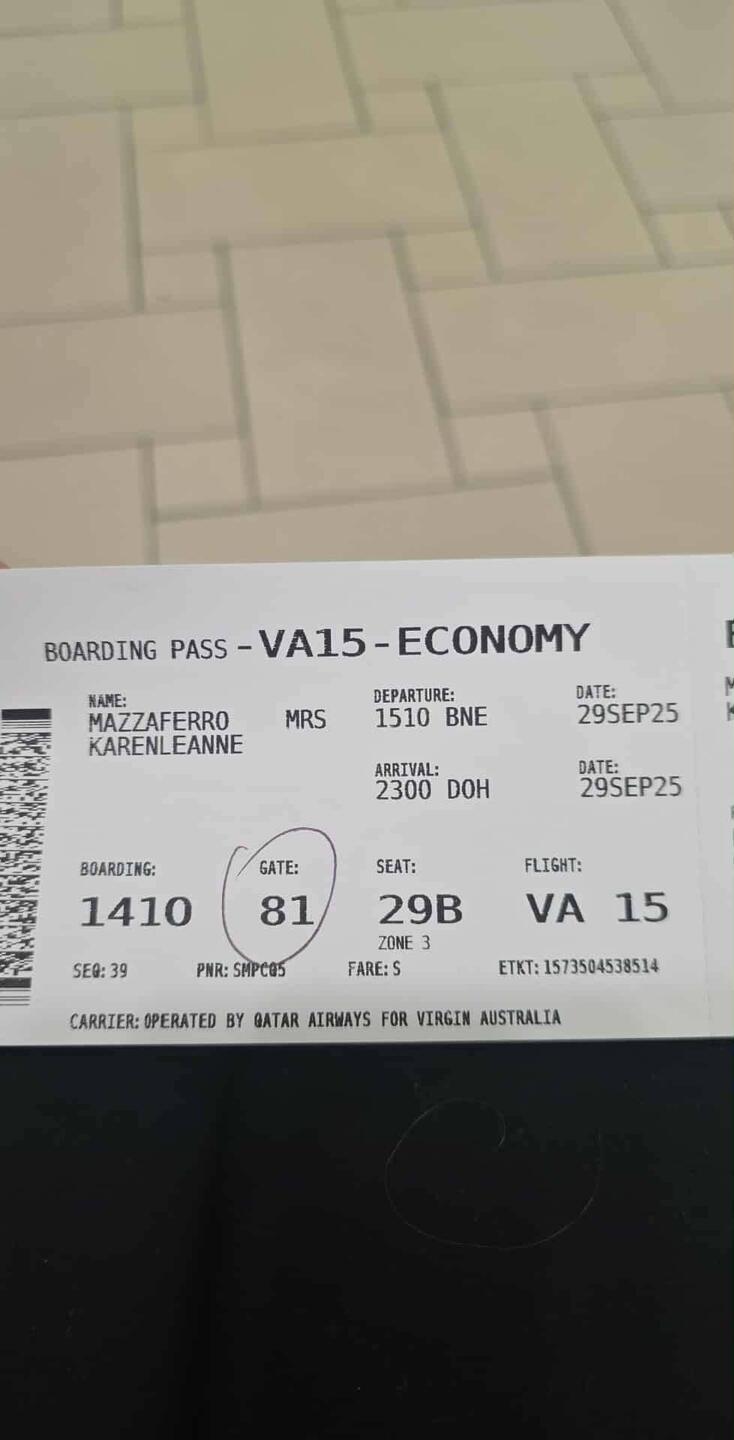 BOARDING PASS - VA15 - ECONOMY
NAME:
MAZZAFERRO MRS
KARENLEANNE
DEPARTURE: DATE:
1510 BNE 29SEP25
ARRIVAL: DATE:
2300 DOH 29SEP25
BOARDING: GATE: SEAT: FLIGHT:
1410 81 29B VA 15
ZONE 3
SEQ: 39 PNR: SMPCQ5 FARE: S ETKT: 1573504538514
CARRIER: OPERATED BY QATAR AIRWAYS FOR VIRGIN AUSTRALIA